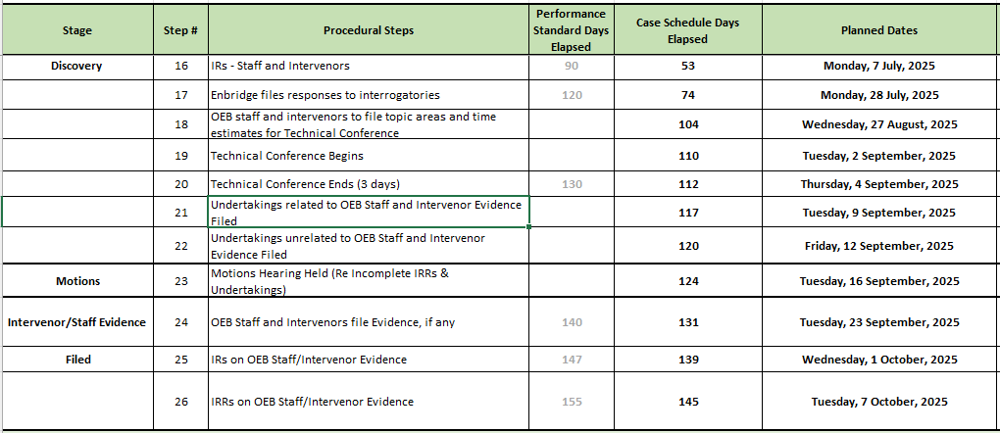 Stage Step # Procedural Steps Performance Standard Days Elapsed Case Schedule Days Elapsed Planned Dates
Discovery 16 IRs - Staff and Intervenors 90 53 Monday, 7 July, 2025
17 Enbridge files responses to interrogatories 120 74 Monday, 28 July, 2025
18 OEB staff and intervenors to file topic areas and time estimates for Technical Conference 104 Wednesday, 27 August, 2025
19 Technical Conference Begins 110 Tuesday, 2 September, 2025
20 Technical Conference Ends (3 days) 130 112 Thursday, 4 September, 2025
21 Undertakings related to OEB Staff and Intervenor Evidence Filed 117 Tuesday, 9 September, 2025
22 Undertakings unrelated to OEB Staff and Intervenor Evidence Filed 120 Friday, 12 September, 2025
Motions 23 Motions Hearing Held (Re Incomplete IRRs & Undertakings) 124 Tuesday, 16 September, 2025
Intervenor/Staff Evidence 24 OEB Staff and Intervenors file Evidence, if any 140 131 Tuesday, 23 September, 2025
Filed 25 IRs on OEB Staff/Intervenor Evidence 147 139 Wednesday, 1 October, 2025
26 IRRs on OEB Staff/Intervenor Evidence 155 145 Tuesday, 7 October, 2025